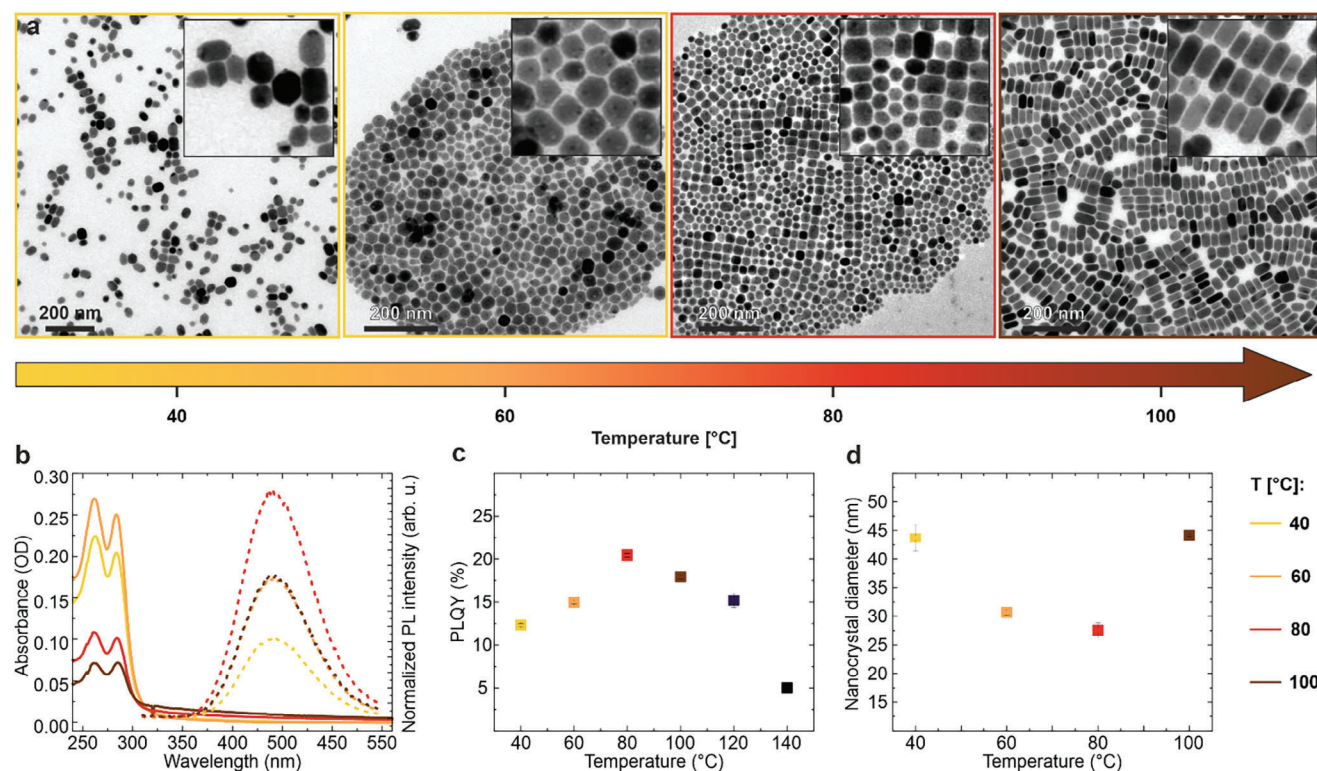 a
200 nm
200 nm
200 nm
200 nm
40
60
80
100
Temperature [°C]
b
0.30
0.25
0.20
0.15
0.10
0.05
0.00
Absorbance (OD)
Normalized PL intensity (arb. u.)
250
300
350
400
450
500
550
Wavelength (nm)
c
25
20
15
10
5
PLQY (%)
40
60
80
100
120
140
Temperature (°C)
d
50
45
40
35
30
25
20
15
Nanocrystal diameter (nm)
40
60
80
100
Temperature (°C)
T [°C]:
40
60
80
100